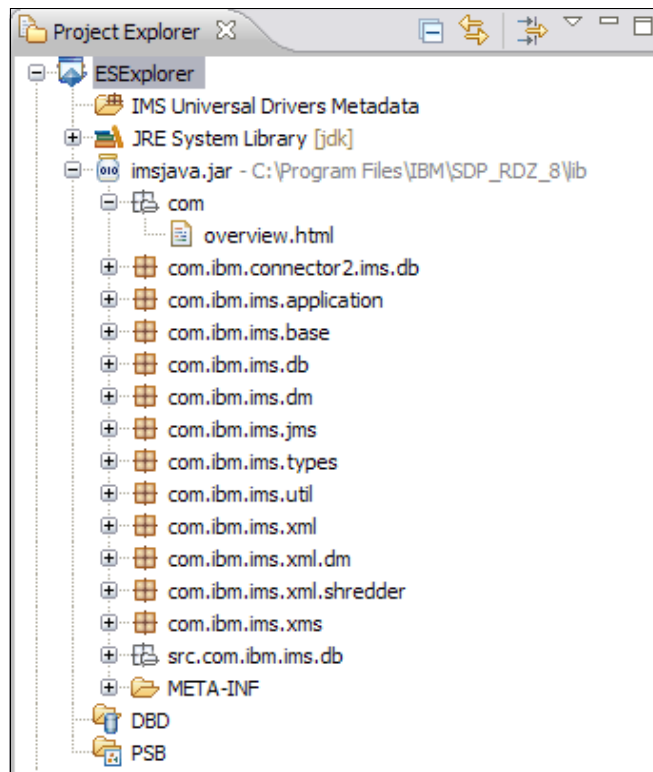 Project Explorer
ESExplorer
IMS Universal Drivers Metadata
JRE System Library [jdk]
imsjava.jar - C:\Program Files\IBM\SDP_RDZ_8\lib
com
overview.html
com.ibm.connector2.ims.db
com.ibm.ims.application
com.ibm.ims.base
com.ibm.ims.db
com.ibm.ims.dm
com.ibm.ims.jms
com.ibm.ims.types
com.ibm.ims.util
com.ibm.ims.xml
com.ibm.ims.xml.dm
com.ibm.ims.xml.shredder
com.ibm.ims.xms
src.com.ibm.ims.db
META-INF
DBD
PSB